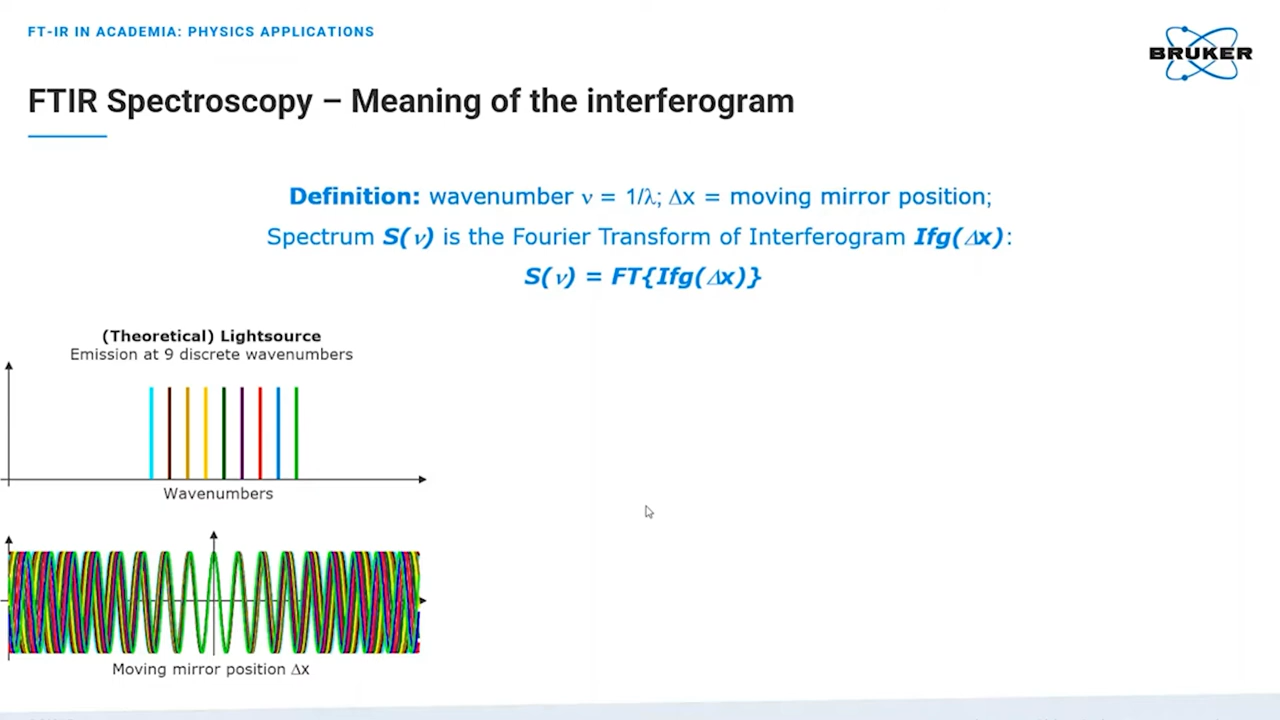 FT-IR IN ACADEMIA: PHYSICS APPLICATIONS
BRUKER
FTIR Spectroscopy – Meaning of the interferogram
Definition: wavenumber ν = 1/λ; Δx = moving mirror position;
Spectrum S(ν) is the Fourier Transform of Interferogram Ifg(Δx):
S(ν) = FT{Ifg(Δx)}
(Theoretical) Lightsource
Emission at 9 discrete wavenumbers
Wavenumbers
Moving mirror position Δx